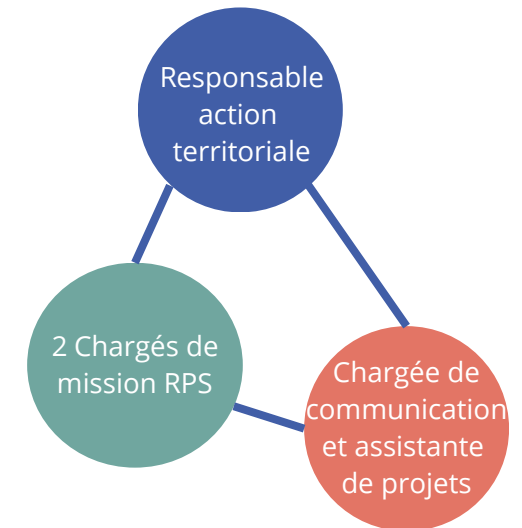 Responsable
action
territoriale
2 Chargés de
mission RPS
Chargée de
communication
et assistante
de projets